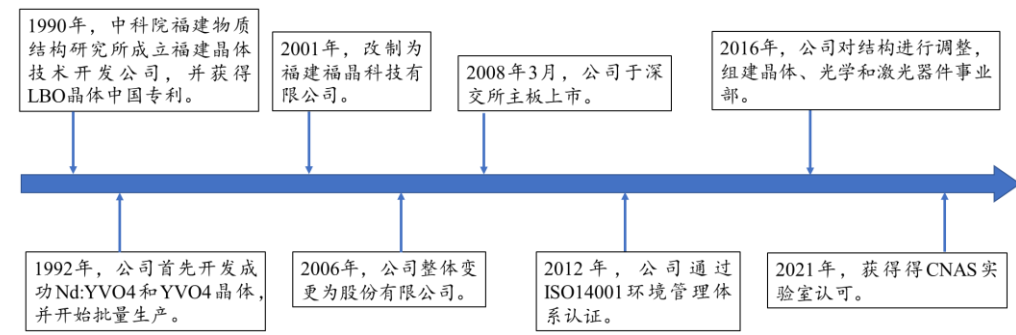 1990年，中科院福建物质
结构研究所成立福建晶体
技术开发公司，并获得
LBO晶体中国专利。
2001年，改制为
福建福晶科技有
限公司。
2008年3月，公司于深
交所主板上市。
2016年，公司对结构进行调整，
组建晶体、光学和激光器件事业
部。
1992年，公司首先开发成
功Nd:YVO4和YVO4晶体，
并开始批量生产。
2006年，公司整体变
更为股份有限公司。
2012年，公司通过
ISO14001环境管理体
系认证。
2021年，获得得CNAS实
验室认可。